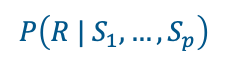 P(R | S₁, ..., Sₚ)